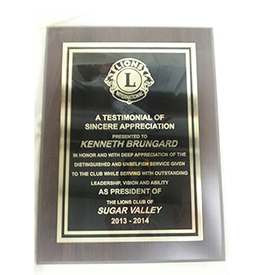 LIONS
L
INTERNATIONAL
A TESTIMONIAL OF
SINCERE APPRECIATION
PRESENTED TO
KENNETH BRUNGARD
IN HONOR AND WITH DEEP APPRECIATION OF THE
DISTINGUISHED AND UNSELFISH SERVICE GIVEN
TO THE CLUB WHILE SERVING WITH OUTSTANDING
LEADERSHIP, VISION AND ABILITY
AS PRESIDENT OF
THE LIONS CLUB OF
SUGAR VALLEY
2013 - 2014